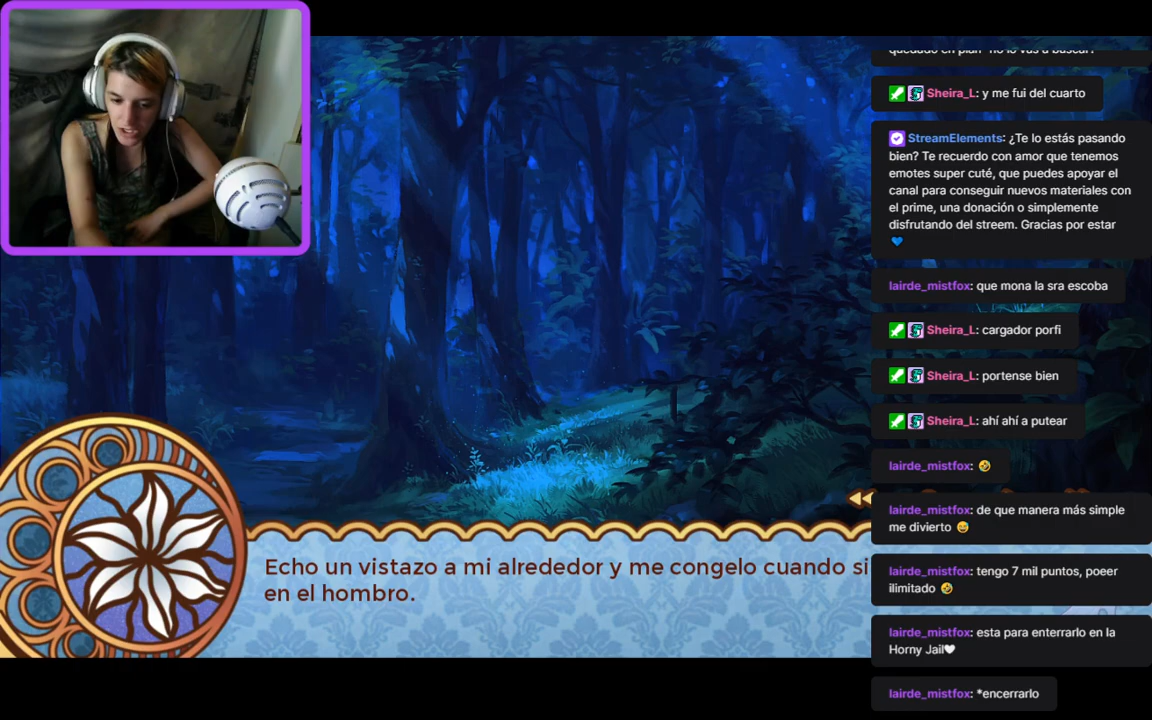 Sheira_L: y me fui del cuarto
StreamElements: ¿Te lo estás pasando
bien? Te recuerdo con amor que tenemos
emotes super cuté, que puedes apoyar el
canal para conseguir nuevos materiales con
el prime, una donación o simplemente
disfrutando del streem. Gracias por estar
lairde_mistfox: que mona la sra escoba
Sheira_L: cargador porfi
Sheira_L: portense bien
Sheira_L: ahí ahí a putear
lairde_mistfox:
lairde_mistfox: de que manera más simple
me divierto
lairde_mistfox: tengo 7 mil puntos, poeer
ilimitado
lairde_mistfox: esta para enterrarlo en la
Horny Jail
lairde_mistfox: *encerrarlo
Echo un vistazo a mi alrededor y me congelo cuando si
en el hombro.